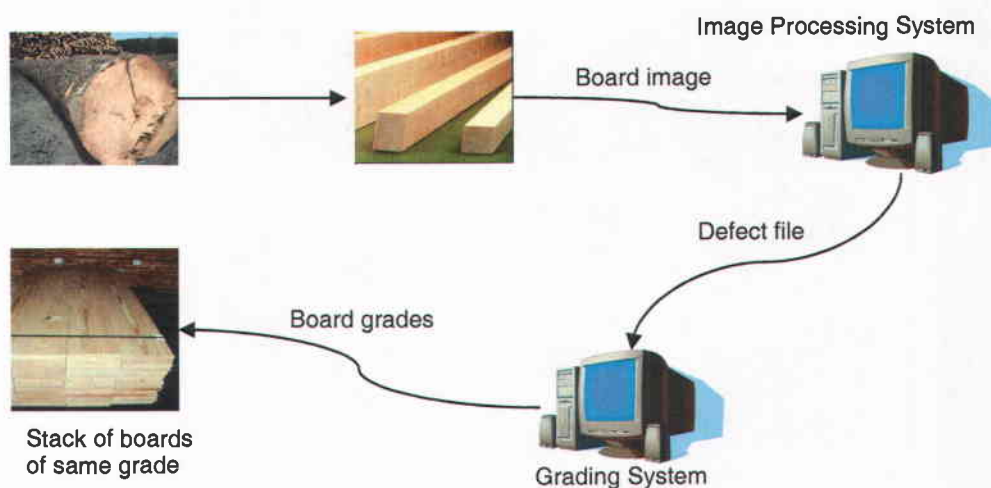 Image Processing System
Board image
Defect file
Board grades
Stack of boards
of same grade
Grading System